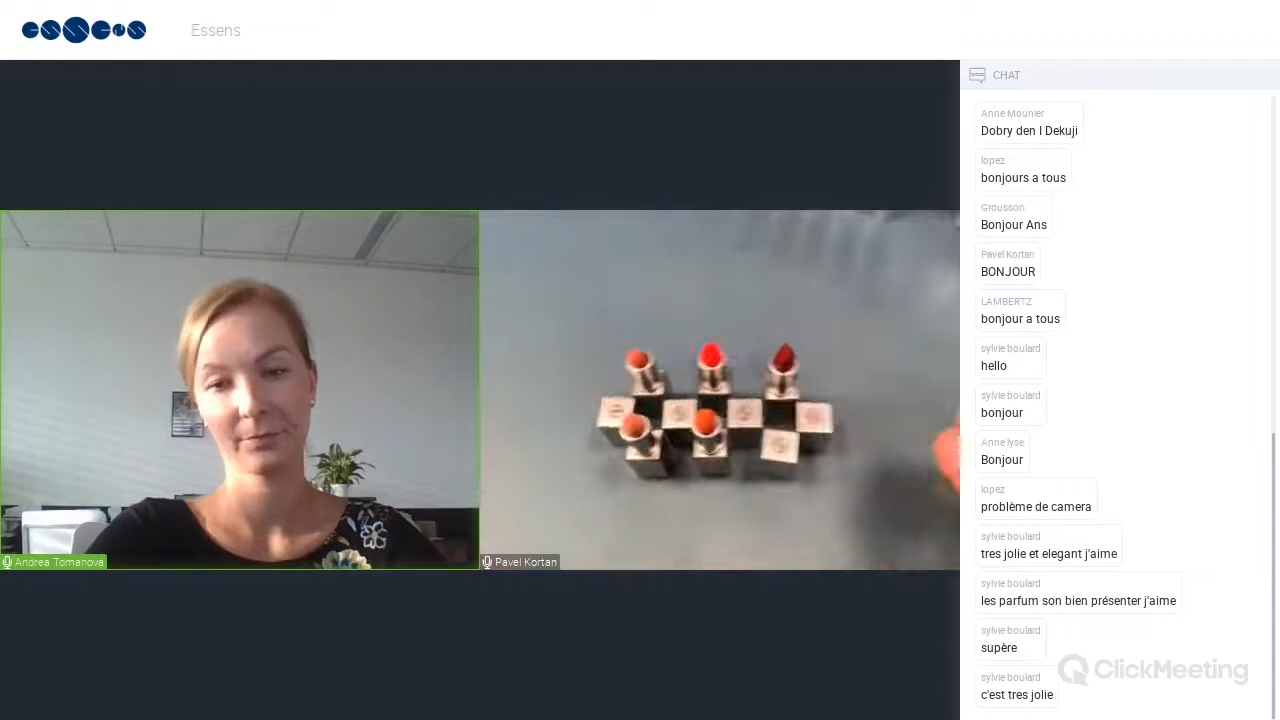 essens
Essens
CHAT
Anne Mounier
Dobry den I Dekuji
lopez
bonjours a tous
Grousson
Bonjour Ans
Pavel Kortan
BONJOUR
LAMBERTZ
bonjour a tous
sylvie boulard
hello
sylvie boulard
bonjour
Anne lyse
Bonjour
lopez
problème de camera
sylvie boulard
tres jolie et elegant j'aime
sylvie boulard
les parfum son bien présenter j'aime
sylvie boulard
supère
sylvie boulard
c'est tres jolie
Andrea Tomanová
Pavel Kortan
ClickMeeting